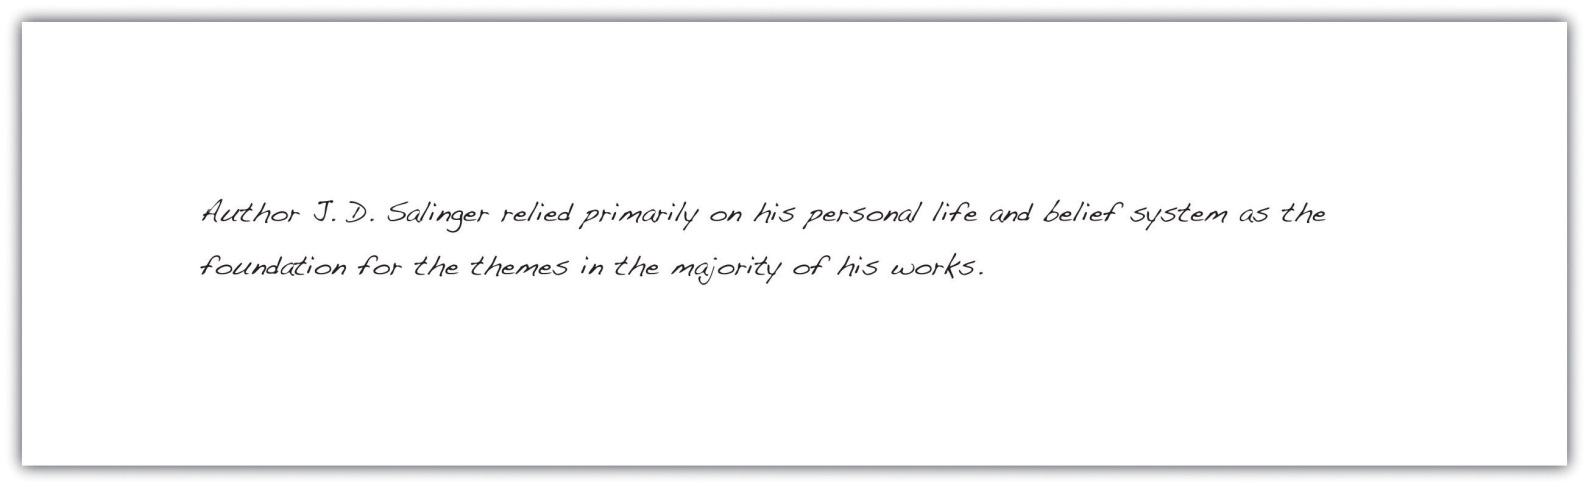 Author J. D. Salinger relied primarily on his personal life and belief system as the
foundation for the themes in the majority of his works.